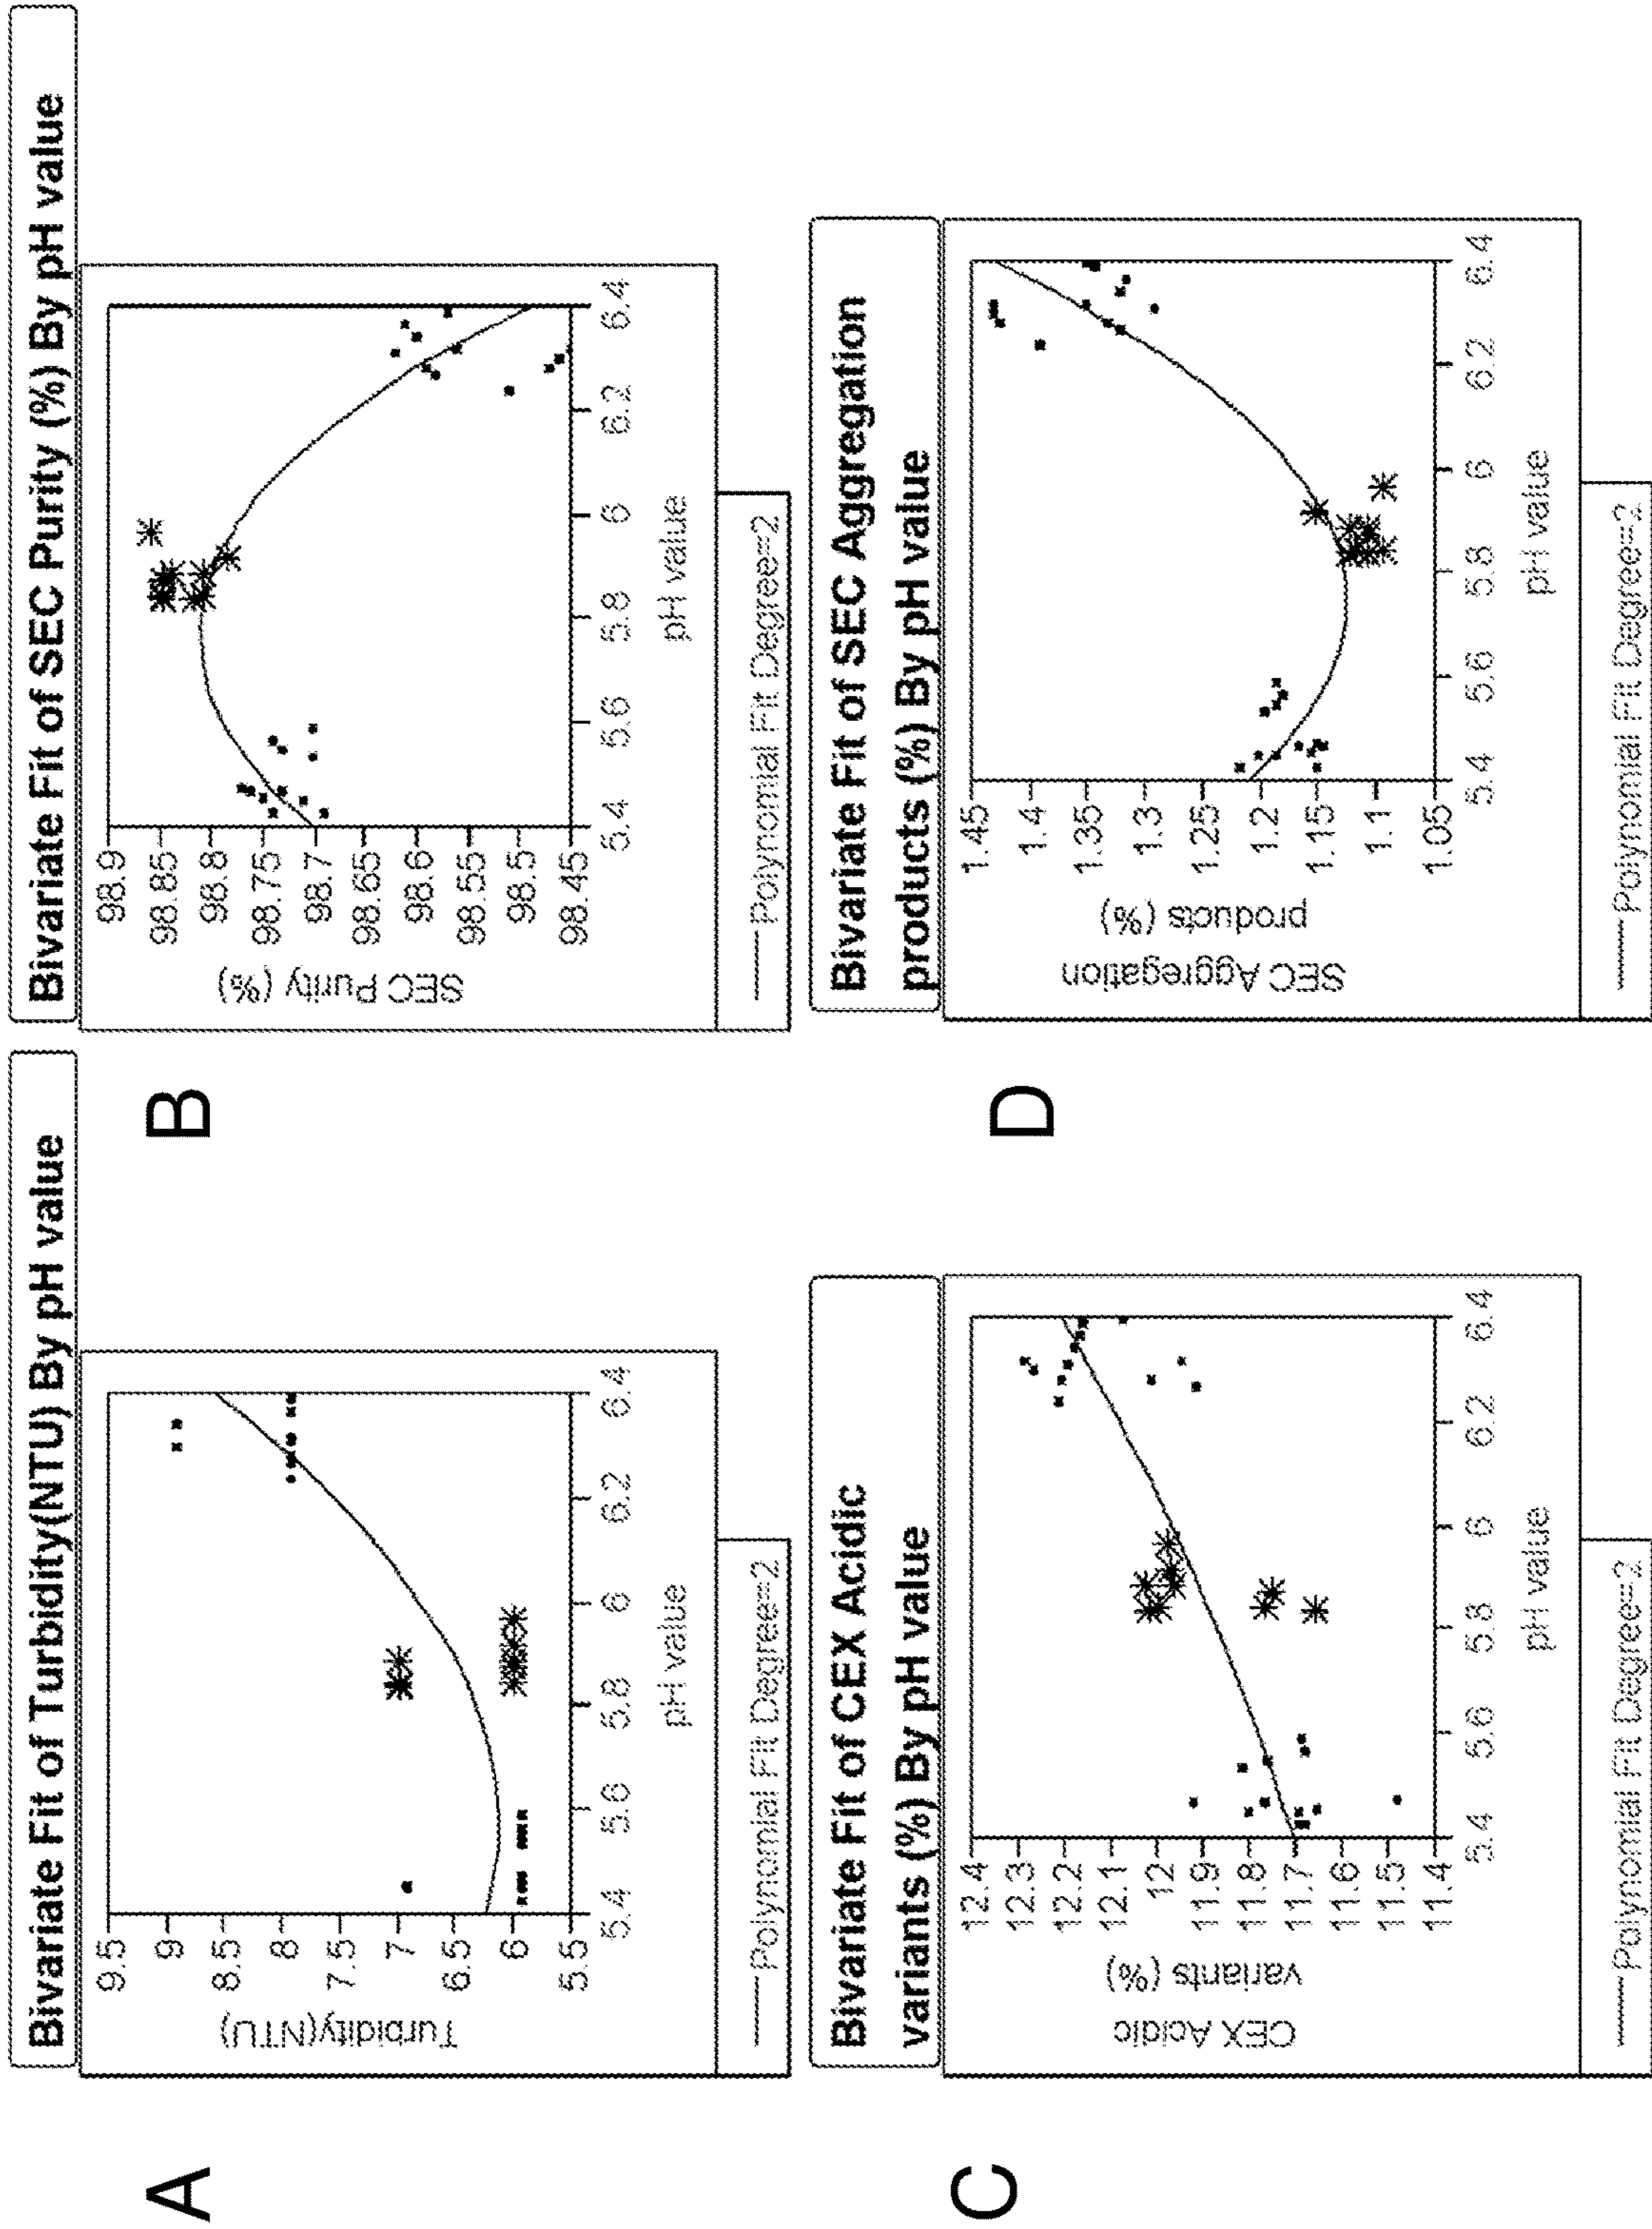 A
Bivariate Fit of Turbidity(NTU) By pH value
Turbidity(NTU)
9.5
9
8.5
8
7.5
7
6.5
6
5.5
5.4
5.6
5.8
6
6.2
6.4
pH value
Polynomial Fit Degree=2
B
Bivariate Fit of SEC Purity (%) By pH value
SEC Purity (%)
98.9
98.85
98.8
98.75
98.7
98.65
98.6
98.55
98.5
98.45
5.4
5.6
5.8
6
6.2
6.4
pH value
Polynomial Fit Degree=2
C
Bivariate Fit of CEX Acidic
variants (%) By pH value
CEX Acidic
variants (%)
12.4
12.3
12.2
12.1
12
11.9
11.8
11.7
11.6
11.5
11.4
5.4
5.6
5.8
6
6.2
6.4
pH value
Polynomial Fit Degree=2
D
Bivariate Fit of SEC Aggregation
products (%) By pH value
SEC Aggregation
products (%)
1.45
1.4
1.35
1.3
1.25
1.2
1.15
1.1
1.05
5.4
5.6
5.8
6
6.2
6.4
pH value
Polynomial Fit Degree=2